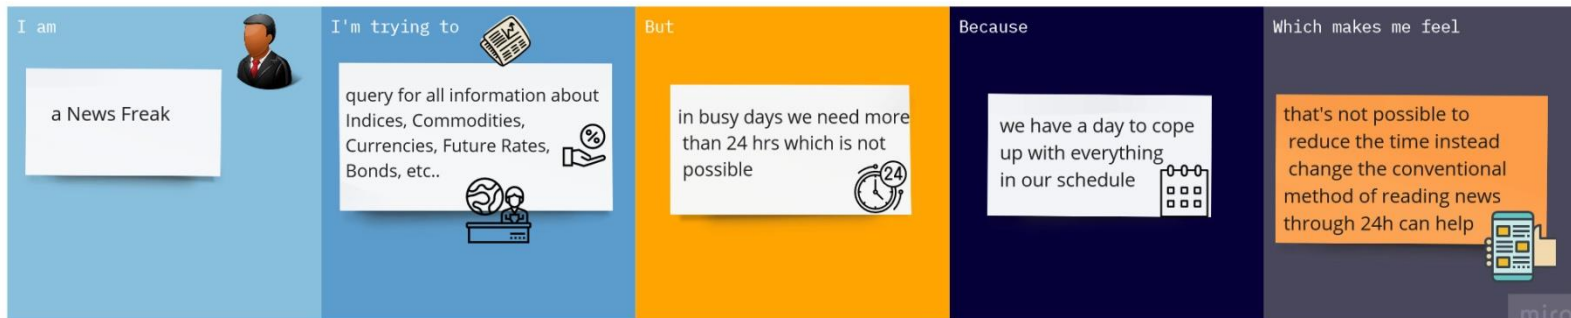 I am
a News Freak
I'm trying to
query for all information about
Indices, Commodities,
Currencies, Future Rates,
Bonds, etc..
%
But
in busy days we need more
than 24 hrs which is not
possible
24
Because
we have a day to cope
up with everything
in our schedule
Which makes me feel
that's not possible to
reduce the time instead
change the conventional
method of reading news
through 24h can help
miro